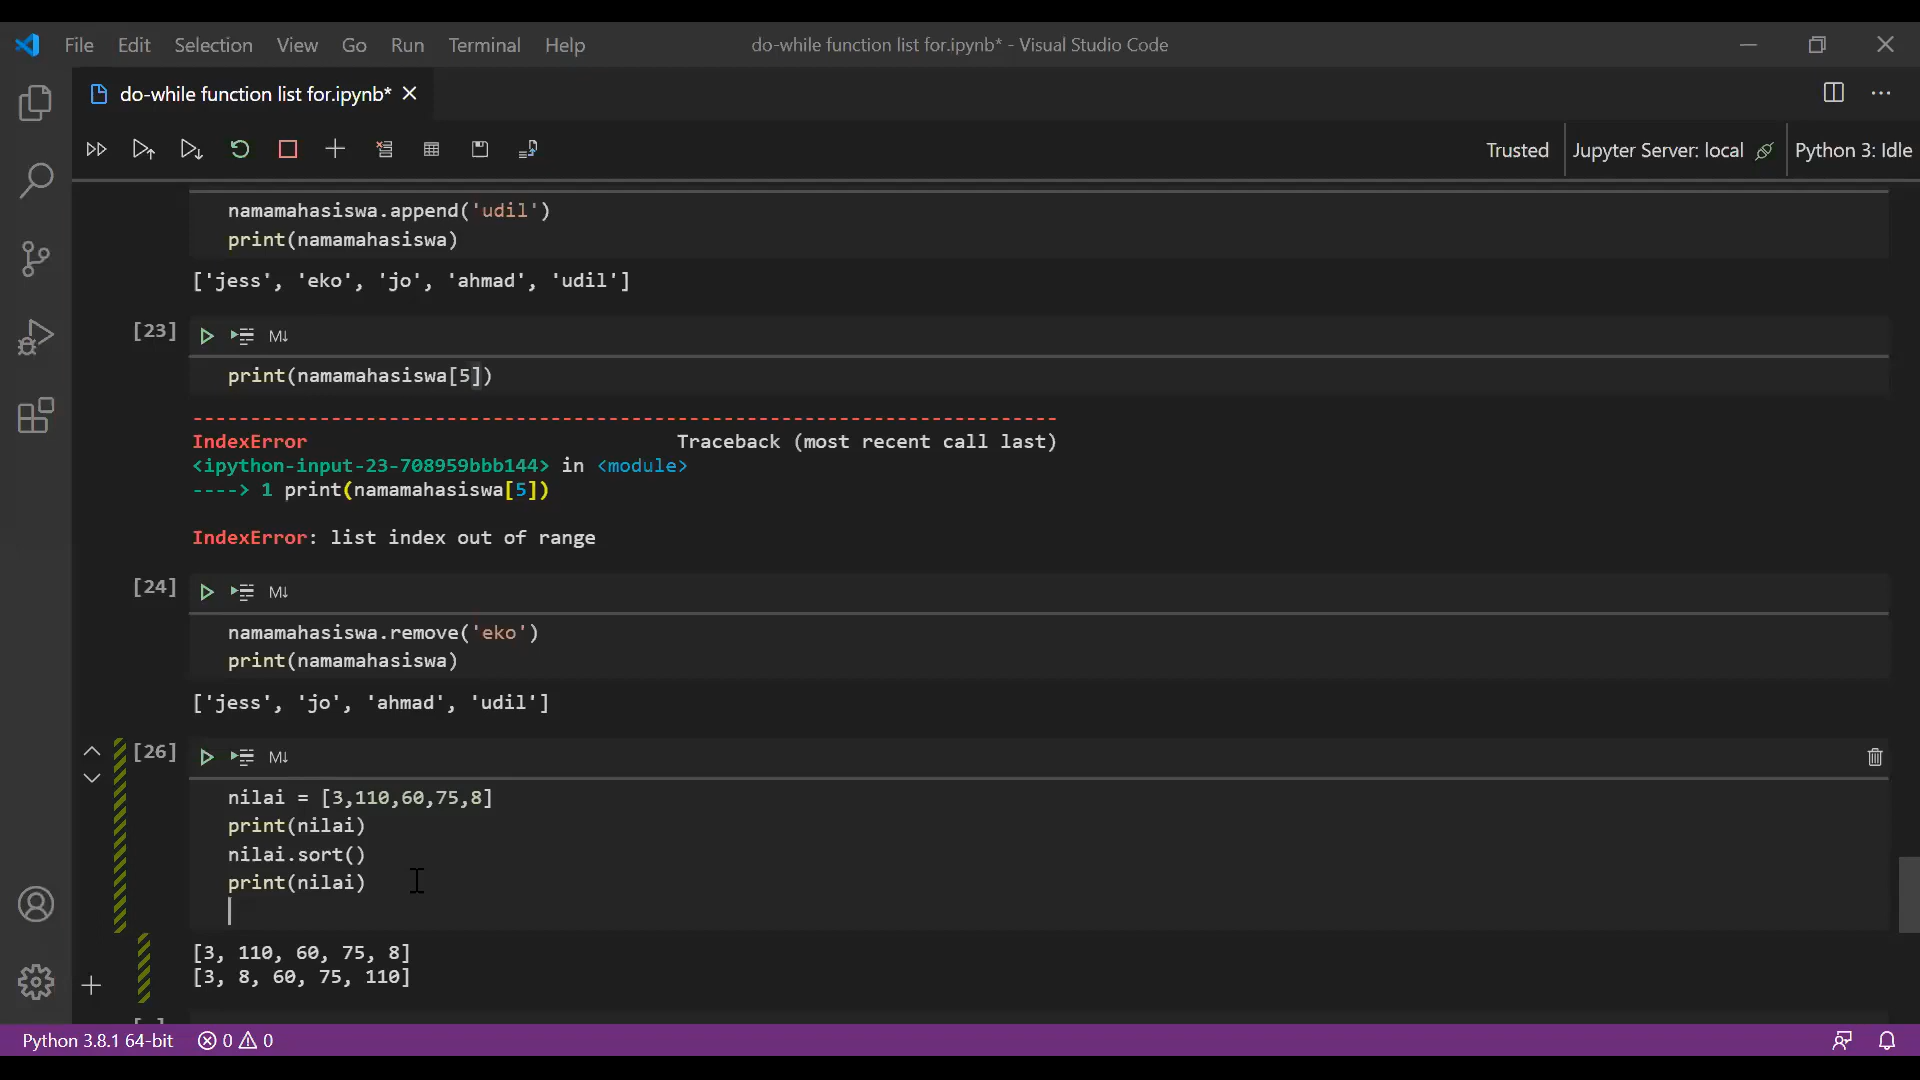 File Edit Selection View Go Run Terminal Help do-while function list for.ipynb* - Visual Studio Code
do-while function list for.ipynb*
Trusted Jupyter Server: local Python 3: Idle
namamahasiswa.append('udil')
print(namamahasiswa)
['jess', 'eko', 'jo', 'ahmad', 'udil']
[23] M↓
print(namamahasiswa[5])
---------------------------------------------------------------------------
IndexError Traceback (most recent call last)
<ipython-input-23-708959bbb144> in <module>
----> 1 print(namamahasiswa[5])
IndexError: list index out of range
[24] M↓
namamahasiswa.remove('eko')
print(namamahasiswa)
['jess', 'jo', 'ahmad', 'udil']
[26] M↓
nilai = [3,110,60,75,8]
print(nilai)
nilai.sort()
print(nilai)
[3, 110, 60, 75, 8]
[3, 8, 60, 75, 110]
Python 3.8.1 64-bit 0 0